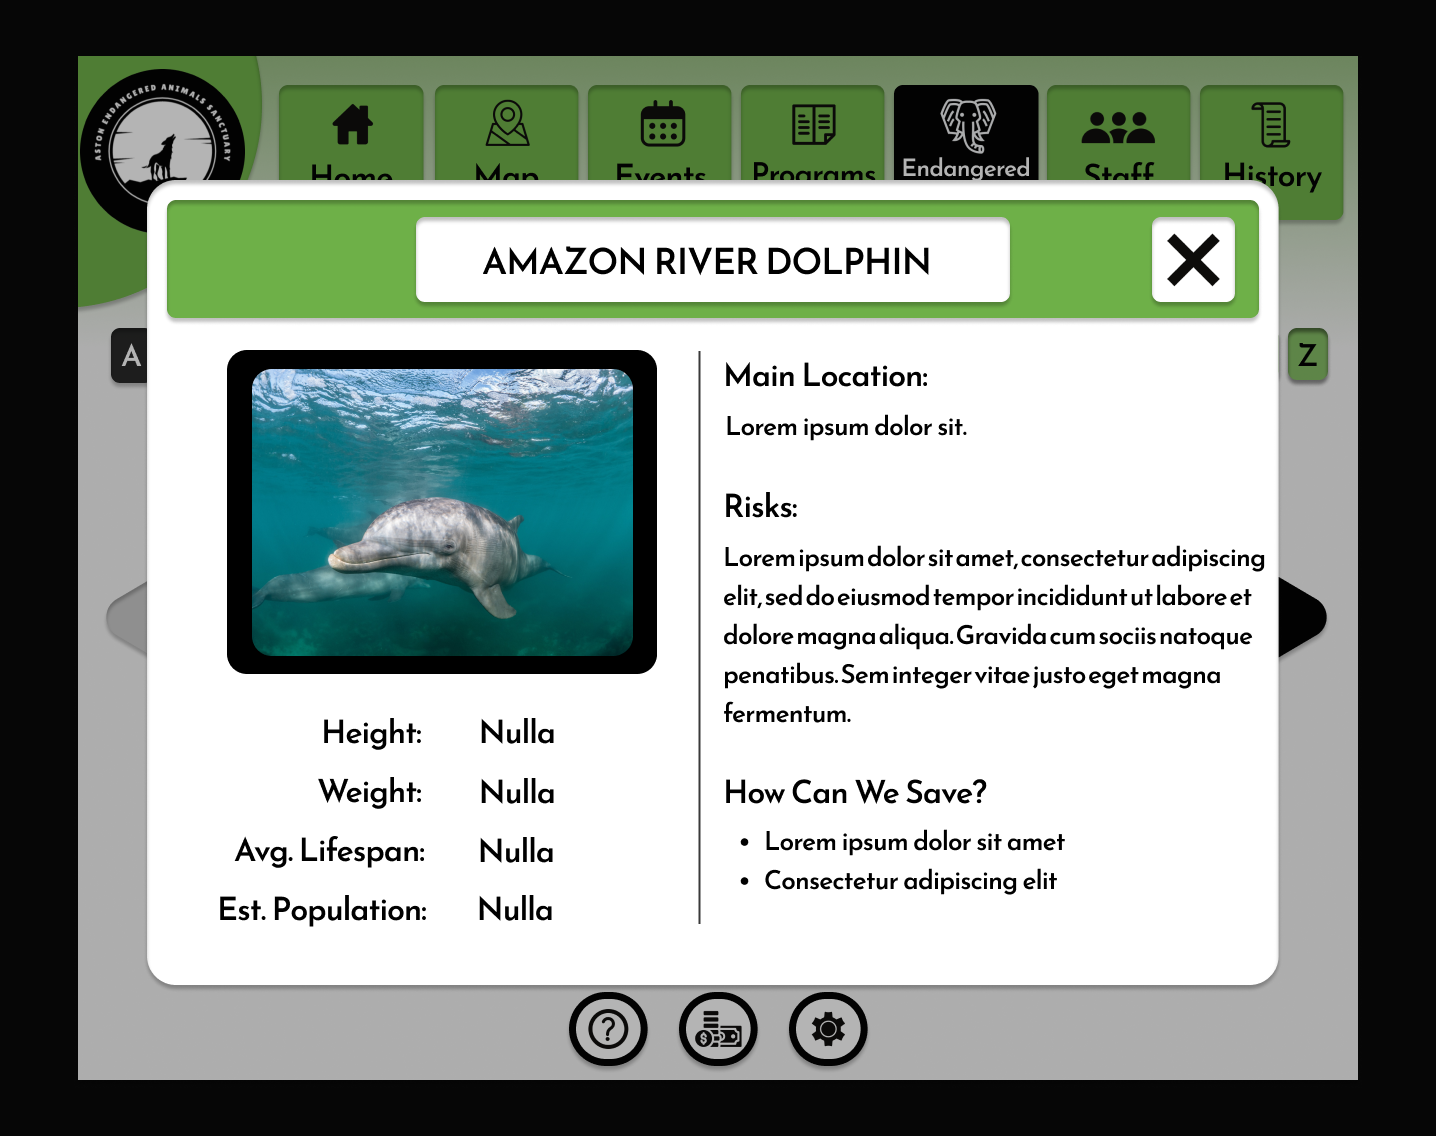 ASTON ENDANGERED ANIMALS SANCTUARY
Home
Map
Events
Programs
Endangered
Staff
History
AMAZON RIVER DOLPHIN
A
Z
Main Location:
Lorem ipsum dolor sit.
Risks:
Lorem ipsum dolor sit amet, consectetur adipiscing
elit, sed do eiusmod tempor incididunt ut labore et
dolore magna aliqua. Gravida cum sociis natoque
penatibus. Sem integer vitae justo eget magna
fermentum.
Height: Nulla
Weight: Nulla
Avg. Lifespan: Nulla
Est. Population: Nulla
How Can We Save?
• Lorem ipsum dolor sit amet
• Consectetur adipiscing elit
?
$